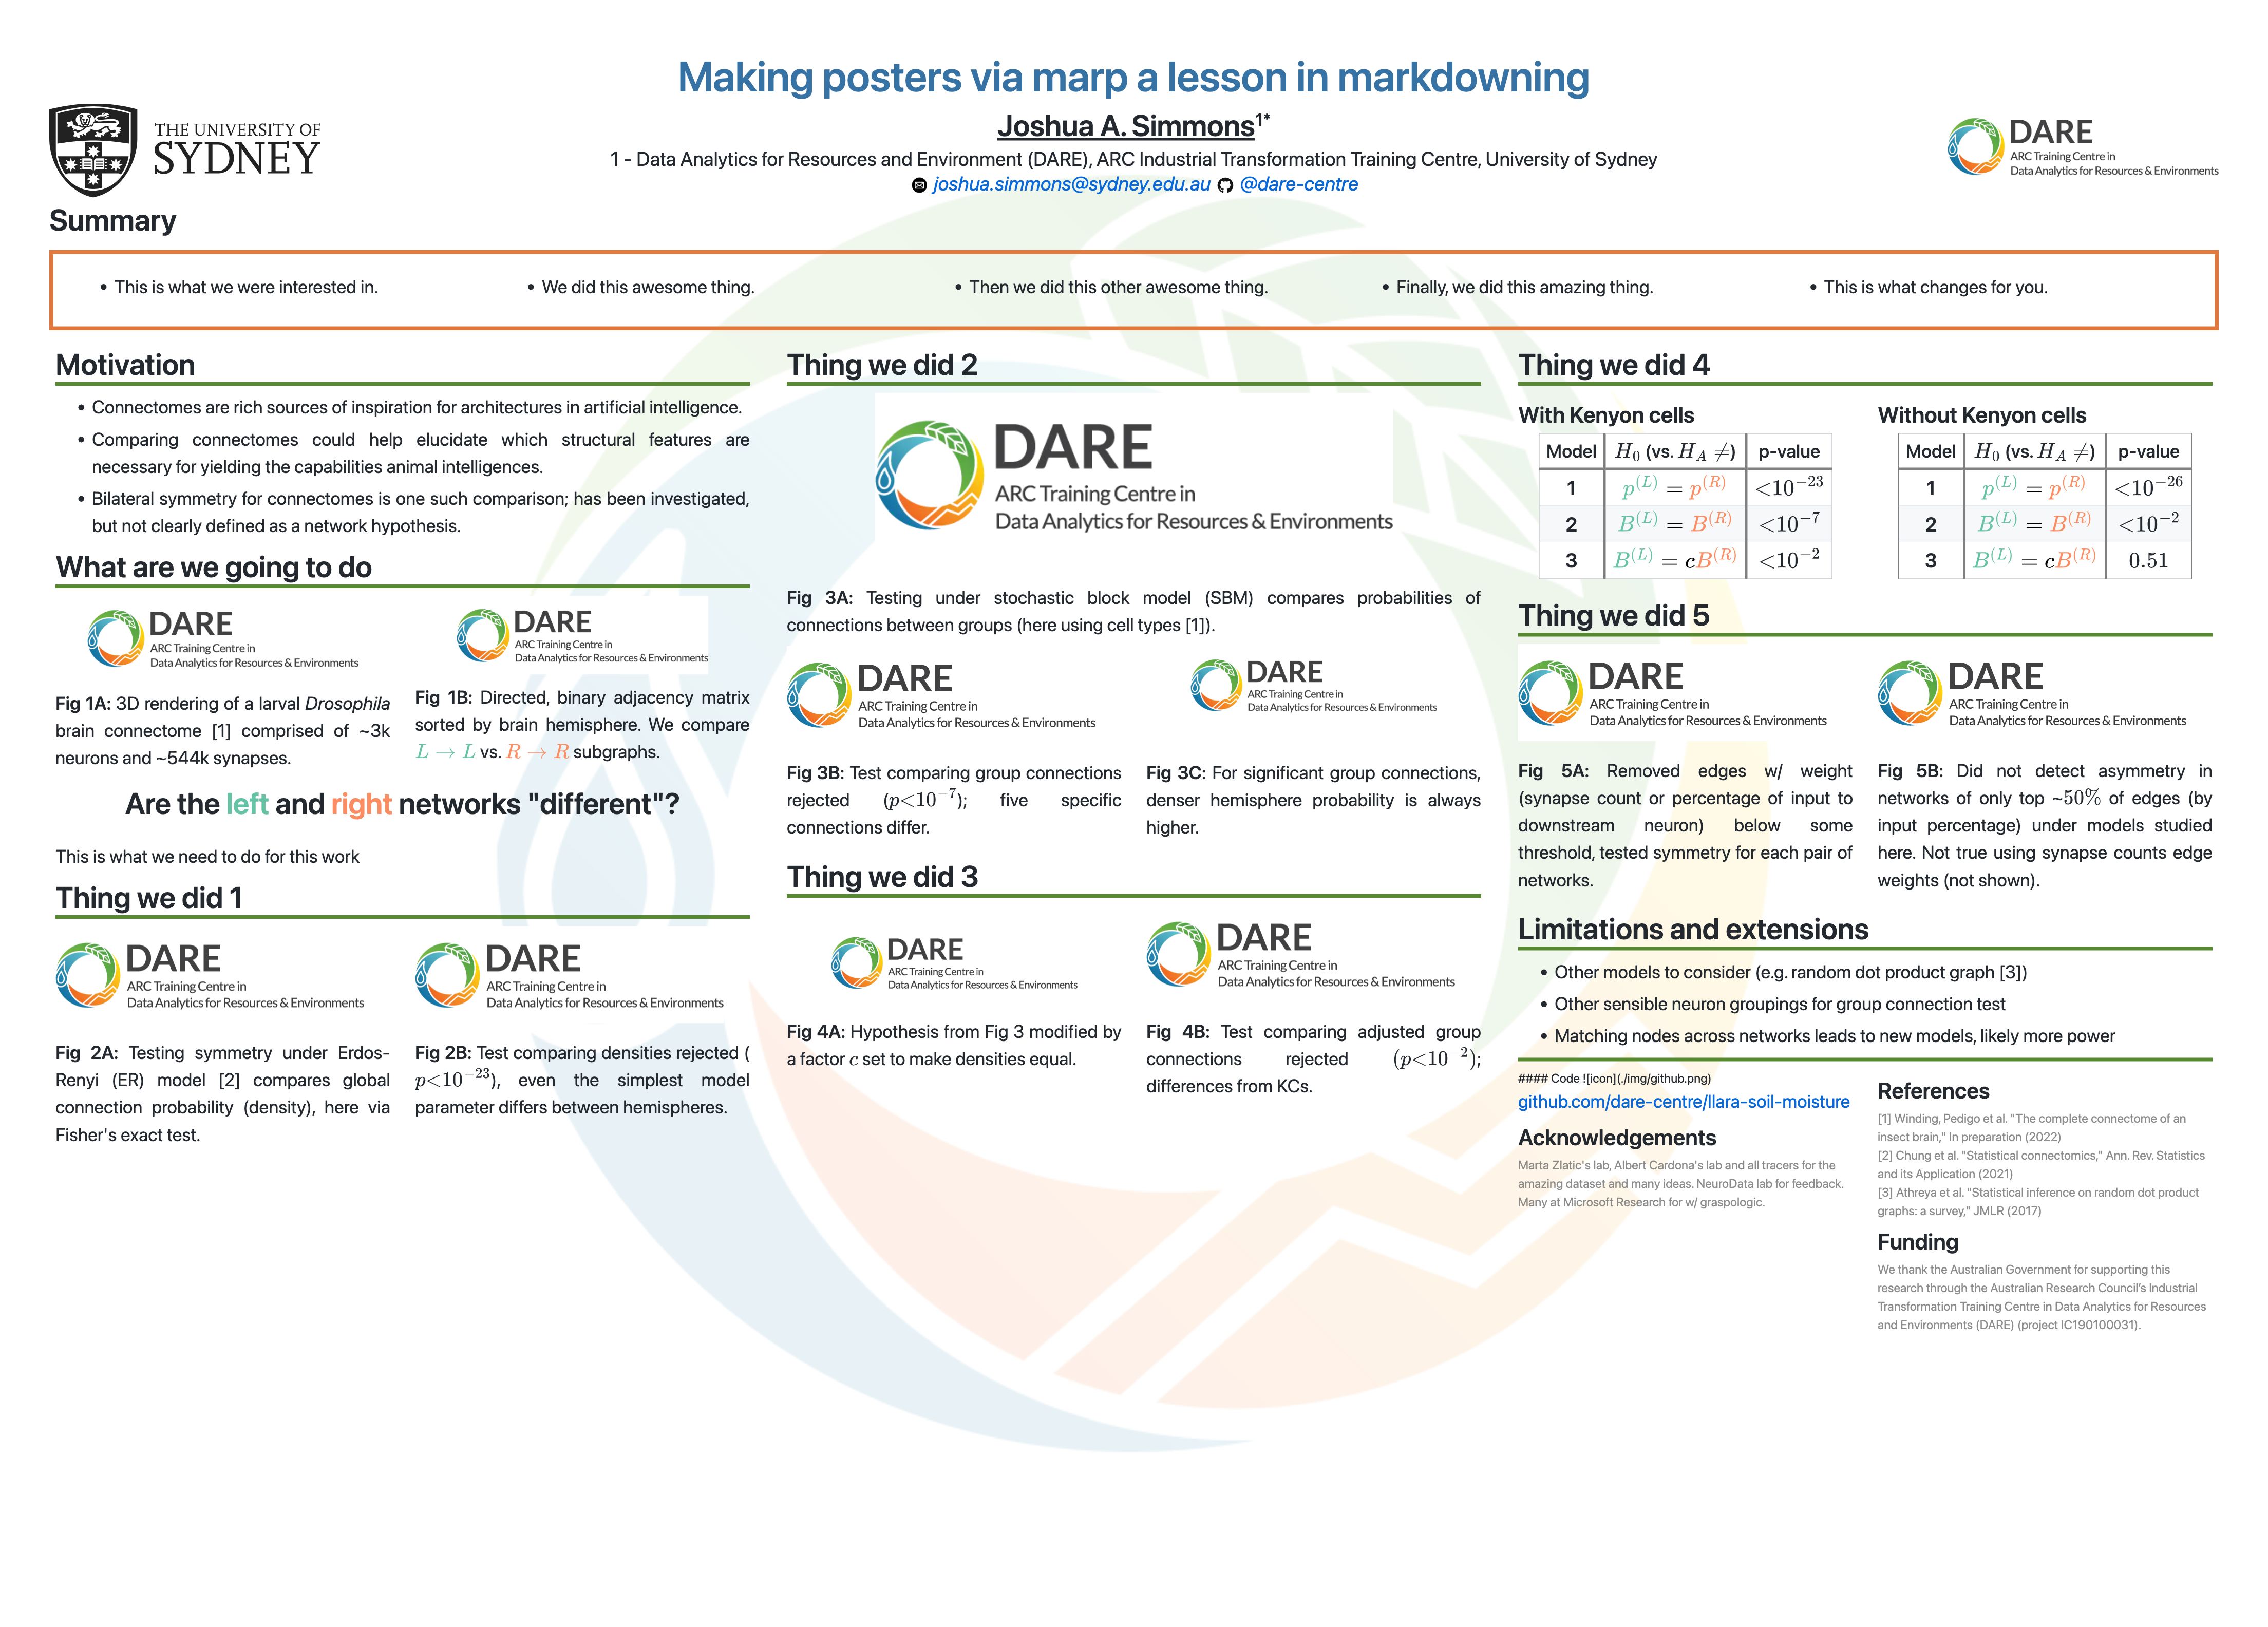 Making posters via marp a lesson in markdowning
THE UNIVERSITY OF
SYDNEY
Joshua A. Simmons¹*
1 - Data Analytics for Resources and Environment (DARE), ARC Industrial Transformation Training Centre, University of Sydney
joshua.simmons@sydney.edu.au @dare-centre
DARE
ARC Training Centre in
Data Analytics for Resources & Environments
Summary
• This is what we were interested in.
• We did this awesome thing.
• Then we did this other awesome thing.
• Finally, we did this amazing thing.
• This is what changes for you.
Motivation
• Connectomes are rich sources of inspiration for architectures in artificial intelligence.
• Comparing connectomes could help elucidate which structural features are
necessary for yielding the capabilities animal intelligences.
• Bilateral symmetry for connectomes is one such comparison; has been investigated,
but not clearly defined as a network hypothesis.
What are we going to do
DARE
ARC Training Centre in
Data Analytics for Resources & Environments
Fig 1A: 3D rendering of a larval Drosophila
brain connectome [1] comprised of ~3k
neurons and ~544k synapses.
DARE
ARC Training Centre in
Data Analytics for Resources & Environments
Fig 1B: Directed, binary adjacency matrix
sorted by brain hemisphere. We compare
L → L vs. R → R subgraphs.
Are the left and right networks "different"?
This is what we need to do for this work
Thing we did 1
DARE
ARC Training Centre in
Data Analytics for Resources & Environments
Fig 2A: Testing symmetry under Erdos-
Renyi (ER) model [2] compares global
connection probability (density), here via
Fisher's exact test.
DARE
ARC Training Centre in
Data Analytics for Resources & Environments
Fig 2B: Test comparing densities rejected (
p<10⁻²³), even the simplest model
parameter differs between hemispheres.
Thing we did 2
DARE
ARC Training Centre in
Data Analytics for Resources & Environments
Fig 3A: Testing under stochastic block model (SBM) compares probabilities of
connections between groups (here using cell types [1]).
DARE
ARC Training Centre in
Data Analytics for Resources & Environments
Fig 3B: Test comparing group connections
rejected (p<10⁻⁷); five specific
connections differ.
DARE
ARC Training Centre in
Data Analytics for Resources & Environments
Fig 3C: For significant group connections,
denser hemisphere probability is always
higher.
Thing we did 3
DARE
ARC Training Centre in
Data Analytics for Resources & Environments
Fig 4A: Hypothesis from Fig 3 modified by
a factor c set to make densities equal.
DARE
ARC Training Centre in
Data Analytics for Resources & Environments
Fig 4B: Test comparing adjusted group
connections rejected (p<10⁻²);
differences from KCs.
Thing we did 4
With Kenyon cells
Model H₀ (vs. H_A ≠) p-value
1 p⁽ᴸ⁾ = p⁽ᴿ⁾ <10⁻²³
2 B⁽ᴸ⁾ = B⁽ᴿ⁾ <10⁻⁷
3 B⁽ᴸ⁾ = cB⁽ᴿ⁾ <10⁻²
Without Kenyon cells
Model H₀ (vs. H_A ≠) p-value
1 p⁽ᴸ⁾ = p⁽ᴿ⁾ <10⁻²⁶
2 B⁽ᴸ⁾ = B⁽ᴿ⁾ <10⁻²
3 B⁽ᴸ⁾ = cB⁽ᴿ⁾ 0.51
Thing we did 5
DARE
ARC Training Centre in
Data Analytics for Resources & Environments
Fig 5A: Removed edges w/ weight
(synapse count or percentage of input to
downstream neuron) below some
threshold, tested symmetry for each pair of
networks.
DARE
ARC Training Centre in
Data Analytics for Resources & Environments
Fig 5B: Did not detect asymmetry in
networks of only top ~50% of edges (by
input percentage) under models studied
here. Not true using synapse counts edge
weights (not shown).
Limitations and extensions
• Other models to consider (e.g. random dot product graph [3])
• Other sensible neuron groupings for group connection test
• Matching nodes across networks leads to new models, likely more power
#### Code ![icon](./img/github.png)
github.com/dare-centre/llara-soil-moisture
Acknowledgements
Marta Zlatic's lab, Albert Cardona's lab and all tracers for the
amazing dataset and many ideas. NeuroData lab for feedback.
Many at Microsoft Research for w/ graspologic.
References
[1] Winding, Pedigo et al. "The complete connectome of an
insect brain," In preparation (2022)
[2] Chung et al. "Statistical connectomics," Ann. Rev. Statistics
and its Application (2021)
[3] Athreya et al. "Statistical inference on random dot product
graphs: a survey," JMLR (2017)
Funding
We thank the Australian Government for supporting this
research through the Australian Research Council's Industrial
Transformation Training Centre in Data Analytics for Resources
and Environments (DARE) (project IC190100031).